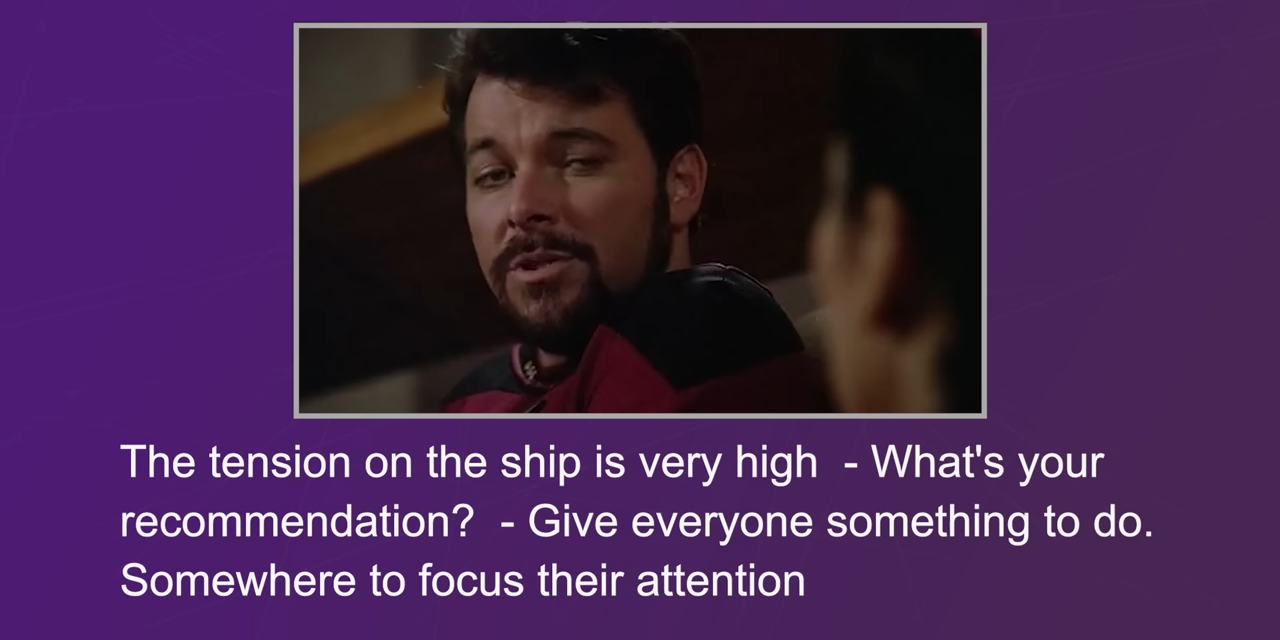 The tension on the ship is very high  - What's your
recommendation?  - Give everyone something to do.
Somewhere to focus their attention